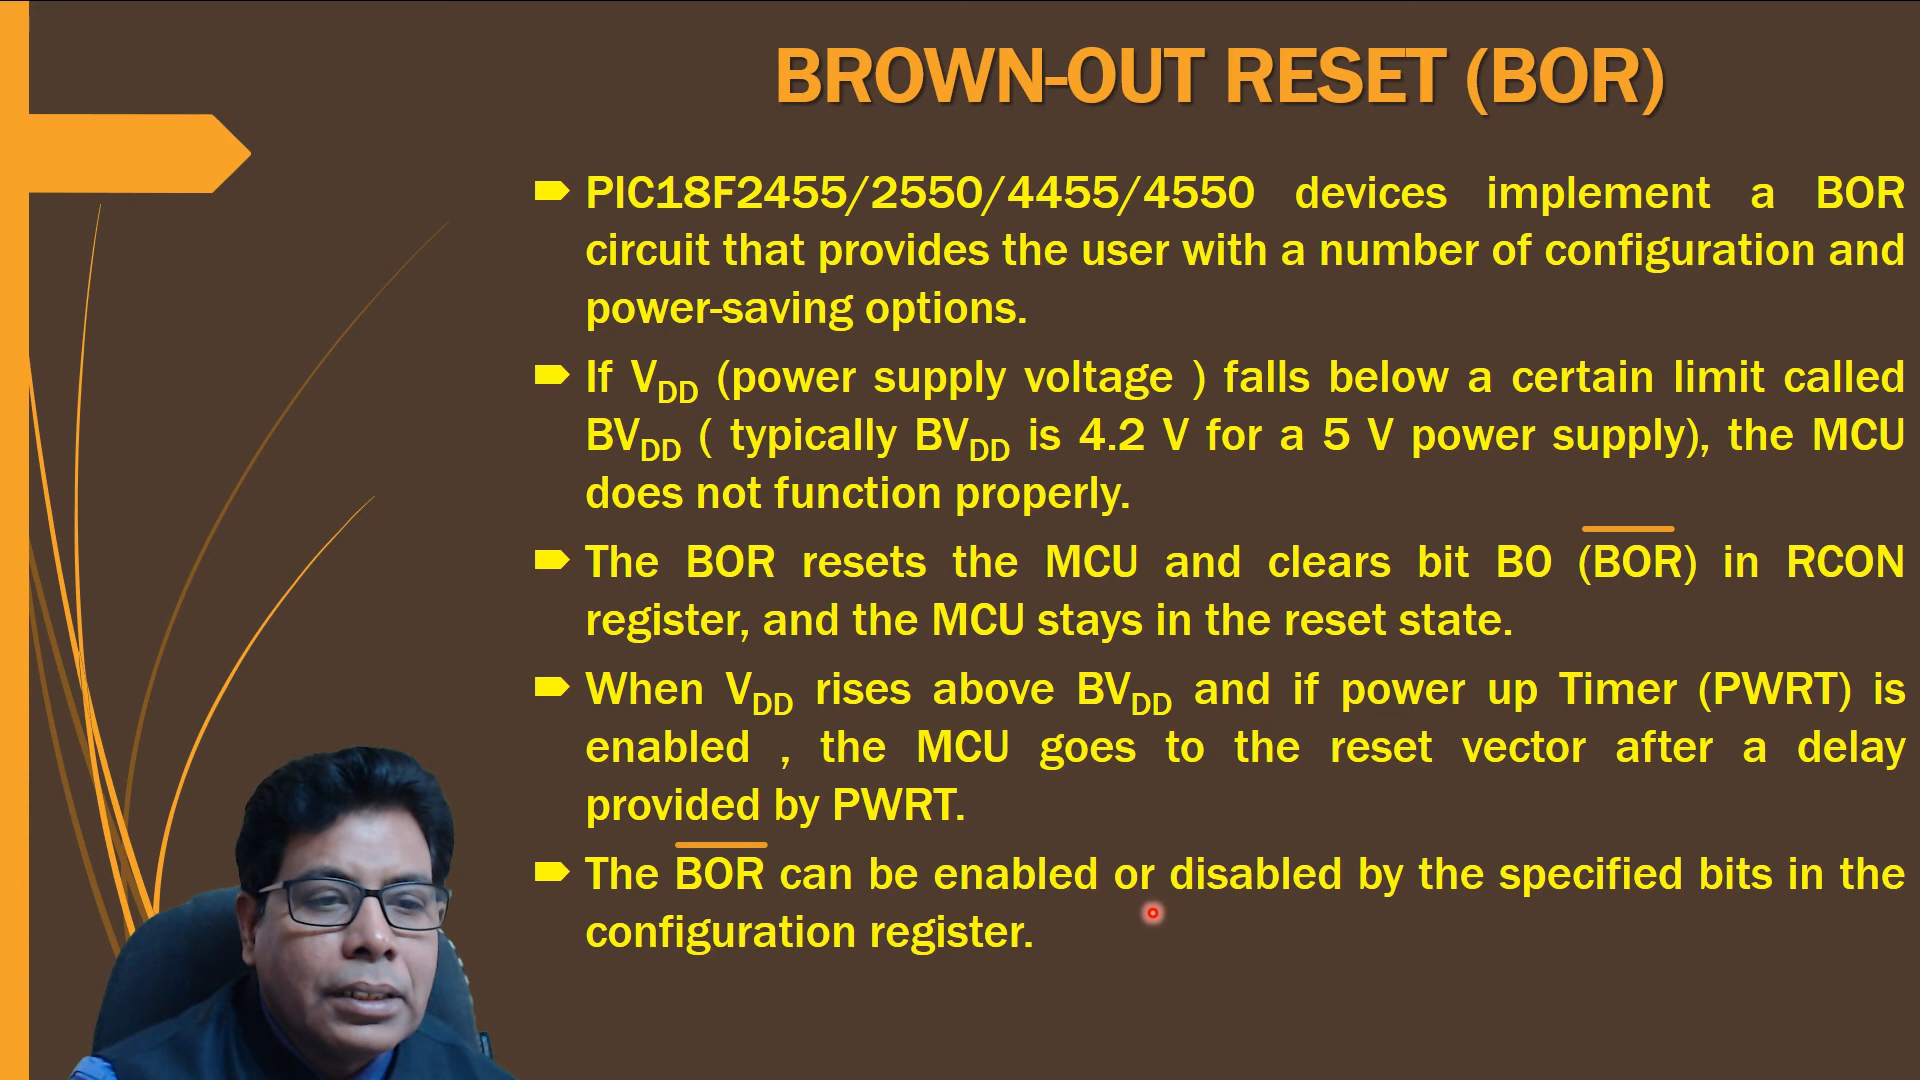 BROWN-OUT RESET (BOR)
PIC18F2455/2550/4455/4550 devices implement a BOR
circuit that provides the user with a number of configuration and
power-saving options.
If VDD (power supply voltage ) falls below a certain limit called
BVDD ( typically BVDD is 4.2 V for a 5 V power supply), the MCU
does not function properly.
The BOR resets the MCU and clears bit B0 (BOR) in RCON
register, and the MCU stays in the reset state.
When VDD rises above BVDD and if power up Timer (PWRT) is
enabled , the MCU goes to the reset vector after a delay
provided by PWRT.
The BOR can be enabled or disabled by the specified bits in the
configuration register.